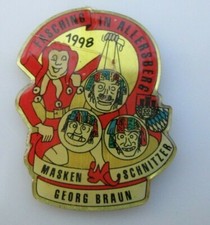 FASCHING IN ALLERSBERG
1998
MASKEN SCHNITZER
GEORG BRAUN